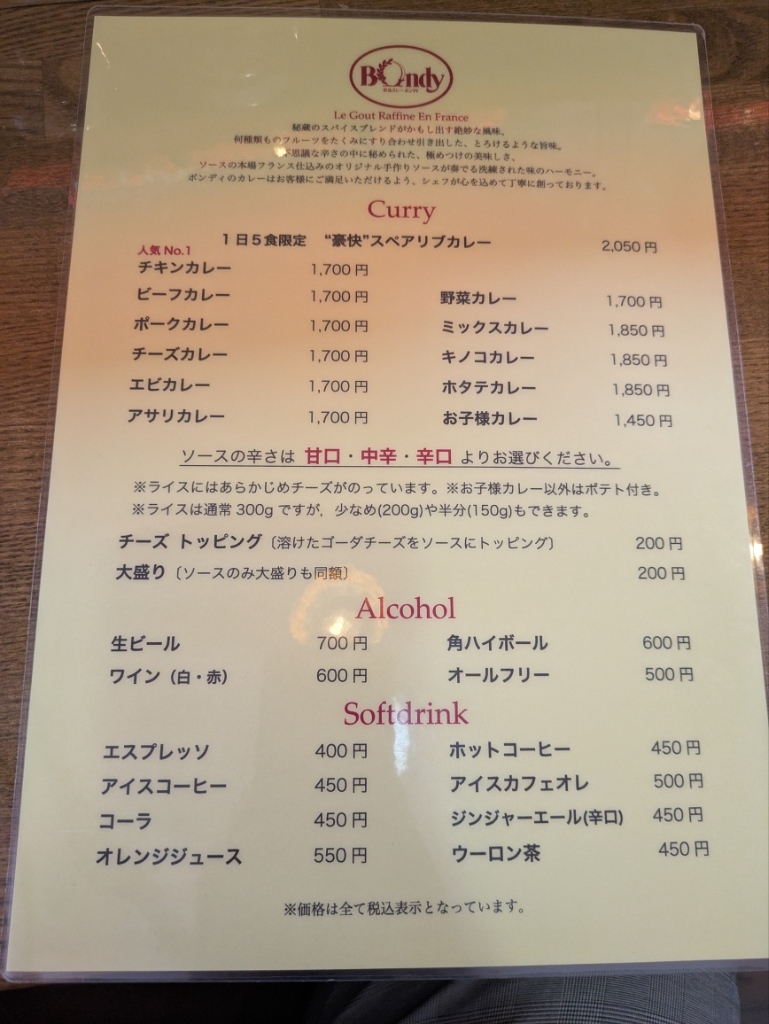 Bondy
Le Gout Raffine En France
秘蔵のスパイスブレンドがかもし出す絶妙な風味、
何種類ものフルーツをたくみにすり合わせ引き出した、とろけるような旨味。
不思議な辛さの中に秘められた、極めつけの美味しさ、
ソースの本場フランス仕込みのオリジナル手作りソースが奏でる洗練された味のハーモニー。
ボンディのカレーはお客様にご満足いただけるよう、シェフが心を込めて丁寧に創っております。
Curry
1日5食限定 “豪快”スペアリブカレー 2,050円
人気 No.1
チキンカレー 1,700円
ビーフカレー 1,700円 野菜カレー 1,700円
ポークカレー 1,700円 ミックスカレー 1,850円
チーズカレー 1,700円 キノコカレー 1,850円
エビカレー 1,700円 ホタテカレー 1,850円
アサリカレー 1,700円 お子様カレー 1,450円
ソースの辛さは 甘口・中辛・辛口 よりお選びください。
※ライスにはあらかじめチーズがのっています。※お子様カレー以外はポテト付き。
※ライスは通常300gですが、少なめ(200g)や半分(150g)もできます。
チーズ トッピング〔溶けたゴーダチーズをソースにトッピング〕 200円
大盛り〔ソースのみ大盛りも同額〕 200円
Alcohol
生ビール 700円 角ハイボール 600円
ワイン（白・赤） 600円 オールフリー 500円
Softdrink
エスプレッソ 400円 ホットコーヒー 450円
アイスコーヒー 450円 アイスカフェオレ 500円
コーラ 450円 ジンジャーエール(辛口) 450円
オレンジジュース 550円 ウーロン茶 450円
※価格は全て税込表示となっています。